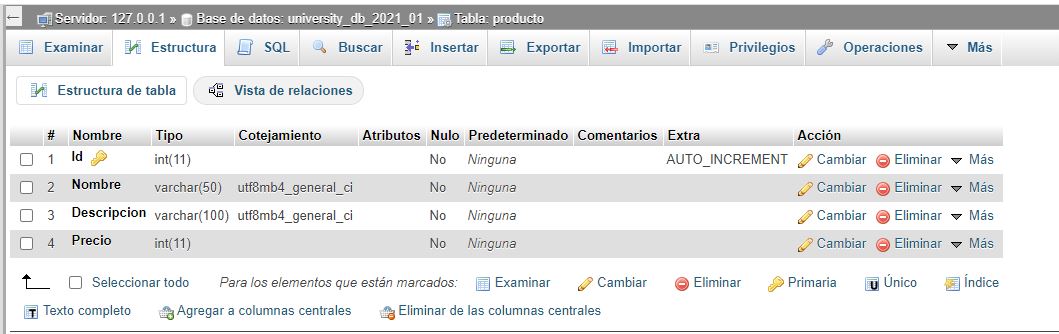 Servidor: 127.0.0.1 » Base de datos: university_db_2021_01 » Tabla: producto
Examinar Estructura SQL Buscar Insertar Exportar Importar Privilegios Operaciones Más
Estructura de tabla Vista de relaciones
# Nombre Tipo Cotejamiento Atributos Nulo Predeterminado Comentarios Extra Acción
1 Id int(11) No Ninguna AUTO_INCREMENT Cambiar Eliminar Más
2 Nombre varchar(50) utf8mb4_general_ci No Ninguna Cambiar Eliminar Más
3 Descripcion varchar(100) utf8mb4_general_ci No Ninguna Cambiar Eliminar Más
4 Precio int(11) No Ninguna Cambiar Eliminar Más
Seleccionar todo Para los elementos que están marcados: Examinar Cambiar Eliminar Primaria Único Índice
Texto completo Agregar a columnas centrales Eliminar de las columnas centrales